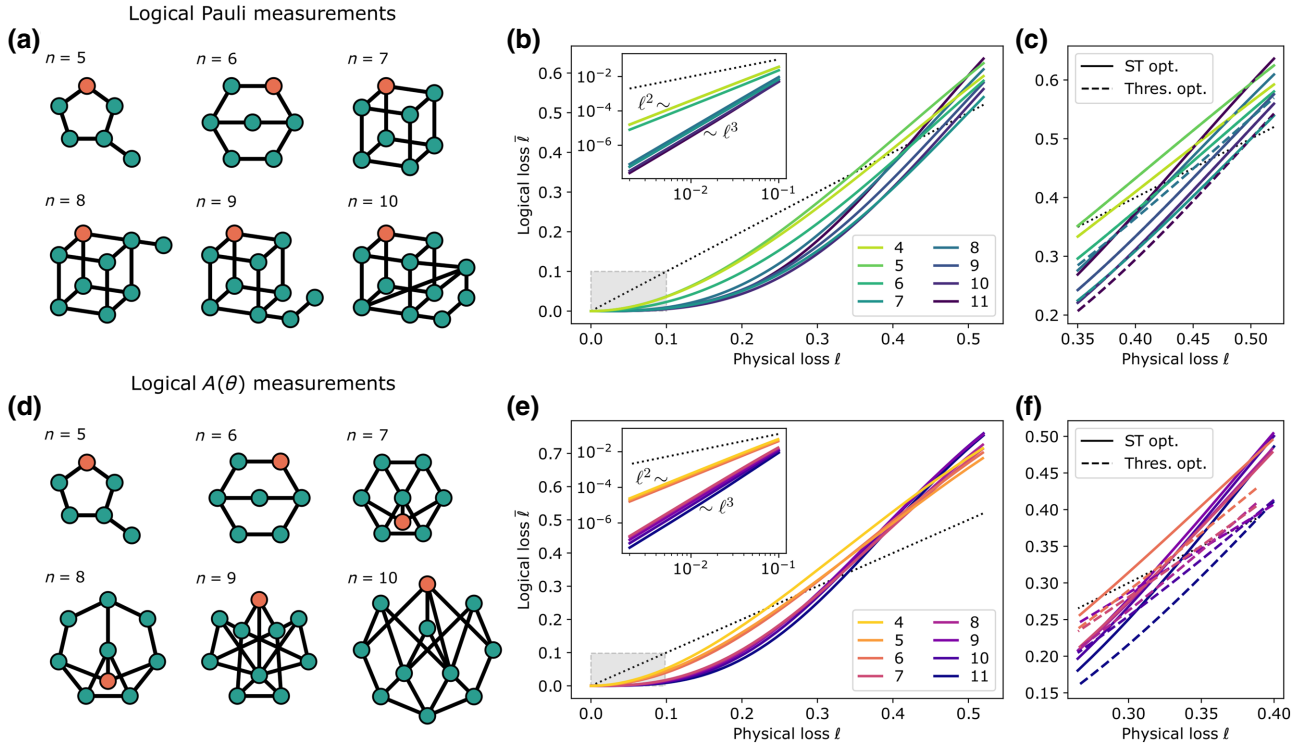 Logical Pauli measurements
(a)
n = 5
n = 6
n = 7
n = 8
n = 9
n = 10
(b)
Logical loss ℓ̄
0.6
0.5
0.4
0.3
0.2
0.1
0.0
10⁻²
10⁻⁴
10⁻⁶
ℓ² ∼
∼ ℓ³
10⁻²
10⁻¹
4
5
6
7
8
9
10
11
0.0
0.1
0.2
0.3
0.4
0.5
Physical loss ℓ
(c)
ST opt.
Thres. opt.
0.6
0.5
0.4
0.3
0.2
0.35
0.40
0.45
0.50
Physical loss ℓ
Logical A(θ) measurements
(d)
n = 5
n = 6
n = 7
n = 8
n = 9
n = 10
(e)
Logical loss ℓ̄
0.7
0.6
0.5
0.4
0.3
0.2
0.1
0.0
10⁻²
10⁻⁴
10⁻⁶
ℓ² ∼
∼ ℓ³
10⁻²
10⁻¹
4
5
6
7
8
9
10
11
0.0
0.1
0.2
0.3
0.4
0.5
Physical loss ℓ
(f)
ST opt.
Thres. opt.
0.50
0.45
0.40
0.35
0.30
0.25
0.20
0.15
0.30
0.35
0.40
Physical loss ℓ